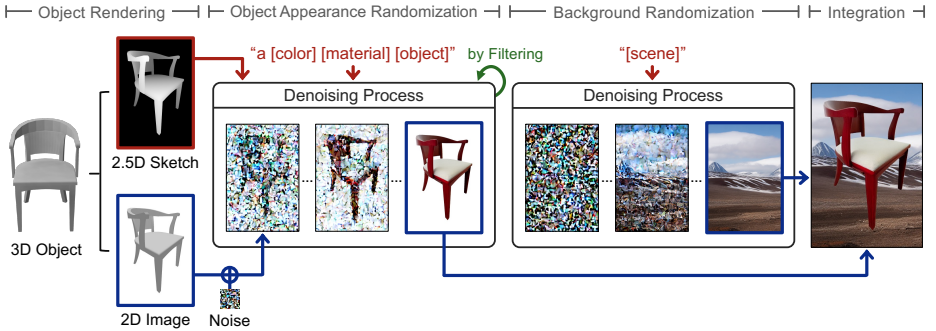 Object Rendering
Object Appearance Randomization
Background Randomization
Integration
“a [color] [material] [object]”
by Filtering
“[scene]”
Denoising Process
Denoising Process
2.5D Sketch
3D Object
2D Image
Noise